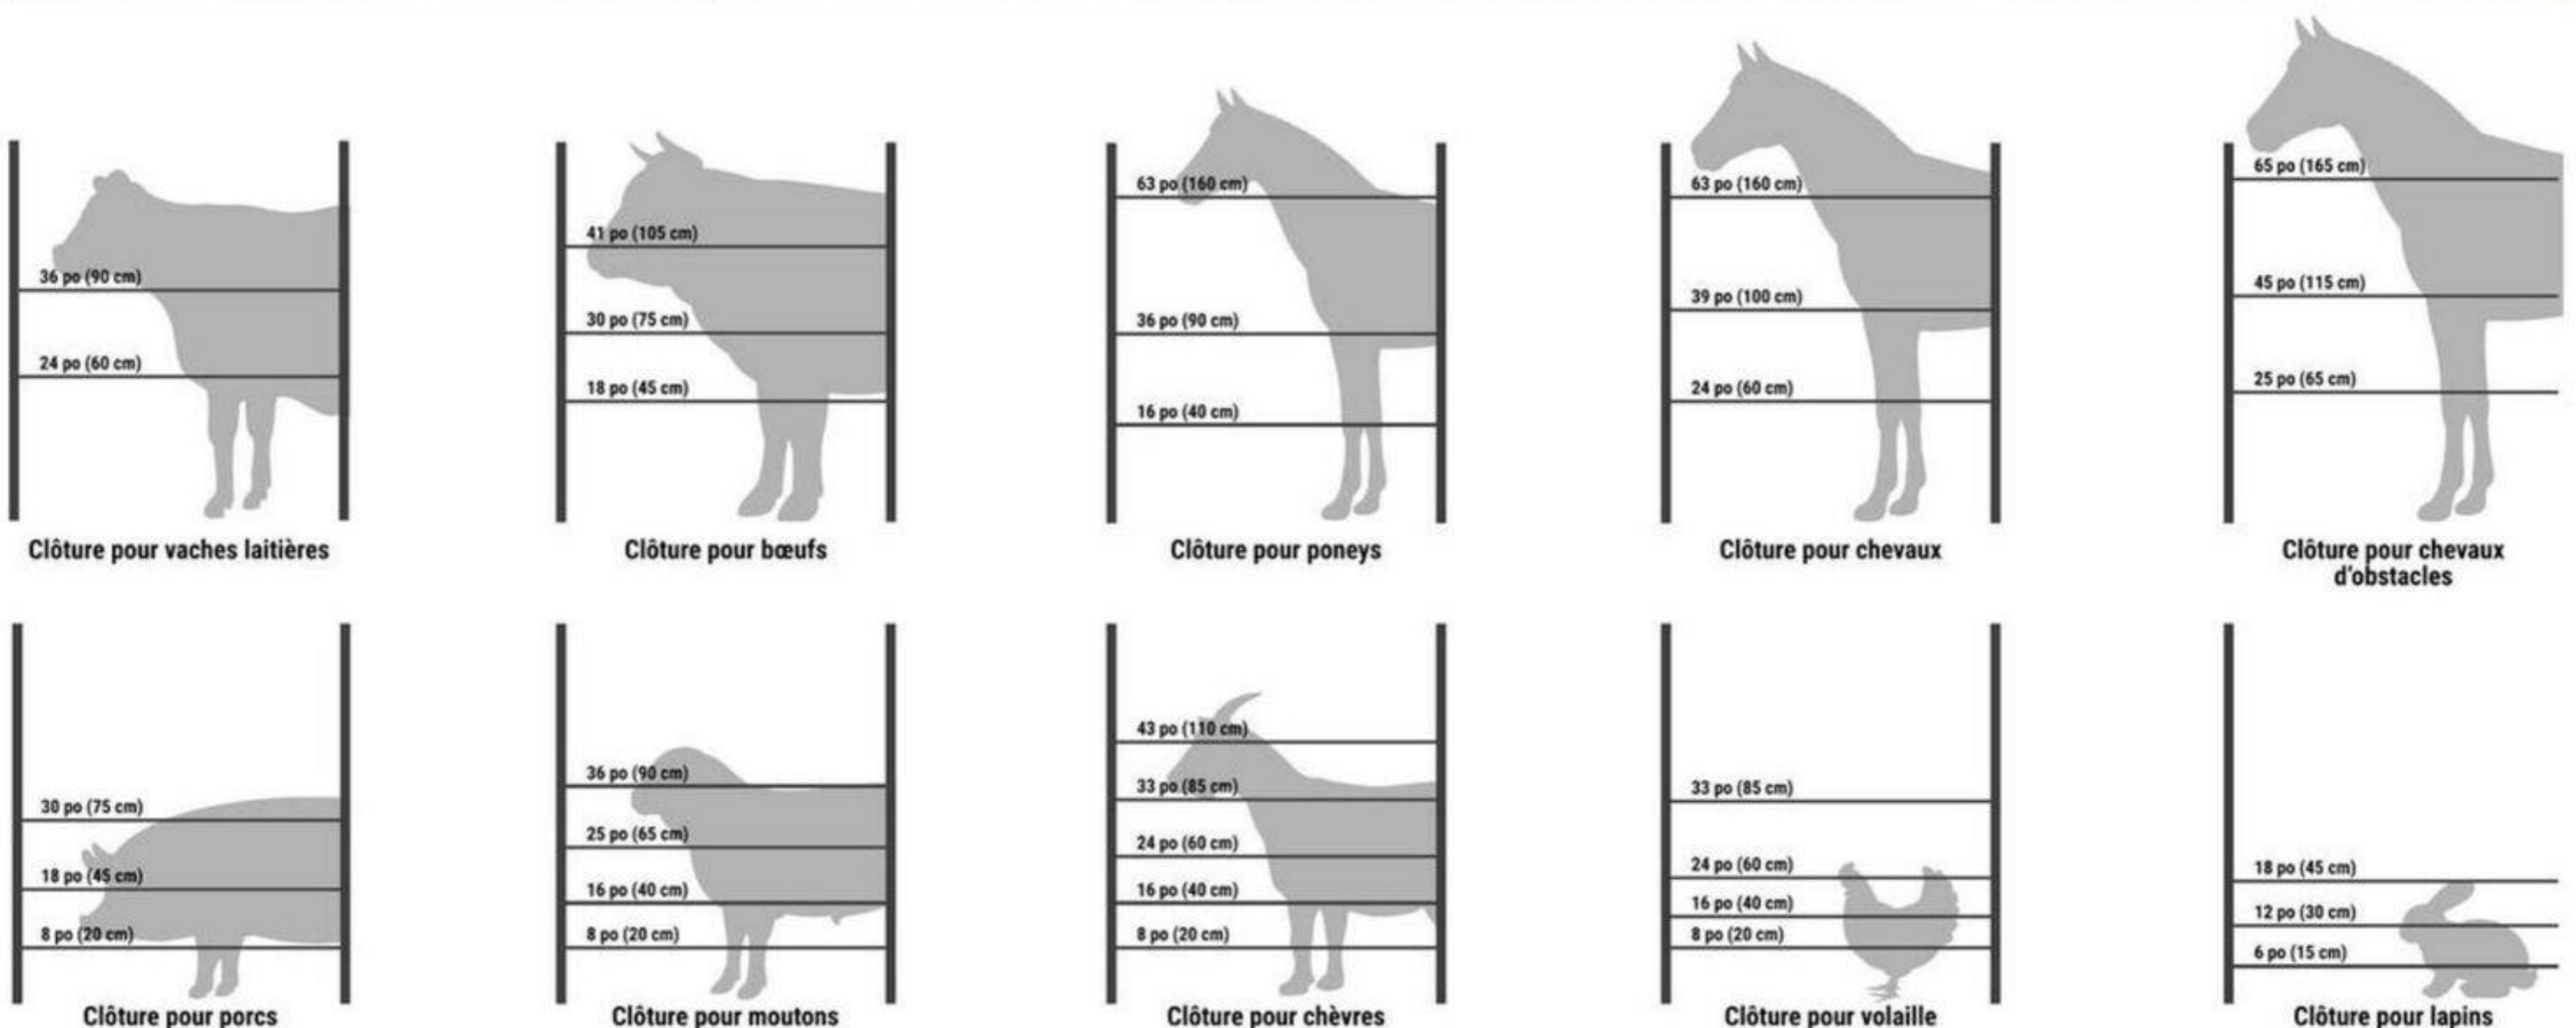 36 po (90 cm)
24 po (60 cm)
Clôture pour vaches laitières
41 po (105 cm)
30 po (75 cm)
18 po (45 cm)
Clôture pour bœufs
63 po (160 cm)
36 po (90 cm)
16 po (40 cm)
Clôture pour poneys
63 po (160 cm)
39 po (100 cm)
24 po (60 cm)
Clôture pour chevaux
65 po (165 cm)
45 po (115 cm)
25 po (65 cm)
Clôture pour chevaux
d'obstacles
30 po (75 cm)
18 po (45 cm)
8 po (20 cm)
Clôture pour porcs
36 po (90 cm)
25 po (65 cm)
16 po (40 cm)
8 po (20 cm)
Clôture pour moutons
43 po (110 cm)
33 po (85 cm)
24 po (60 cm)
16 po (40 cm)
8 po (20 cm)
Clôture pour chèvres
33 po (85 cm)
24 po (60 cm)
16 po (40 cm)
8 po (20 cm)
Clôture pour volaille
18 po (45 cm)
12 po (30 cm)
6 po (15 cm)
Clôture pour lapins